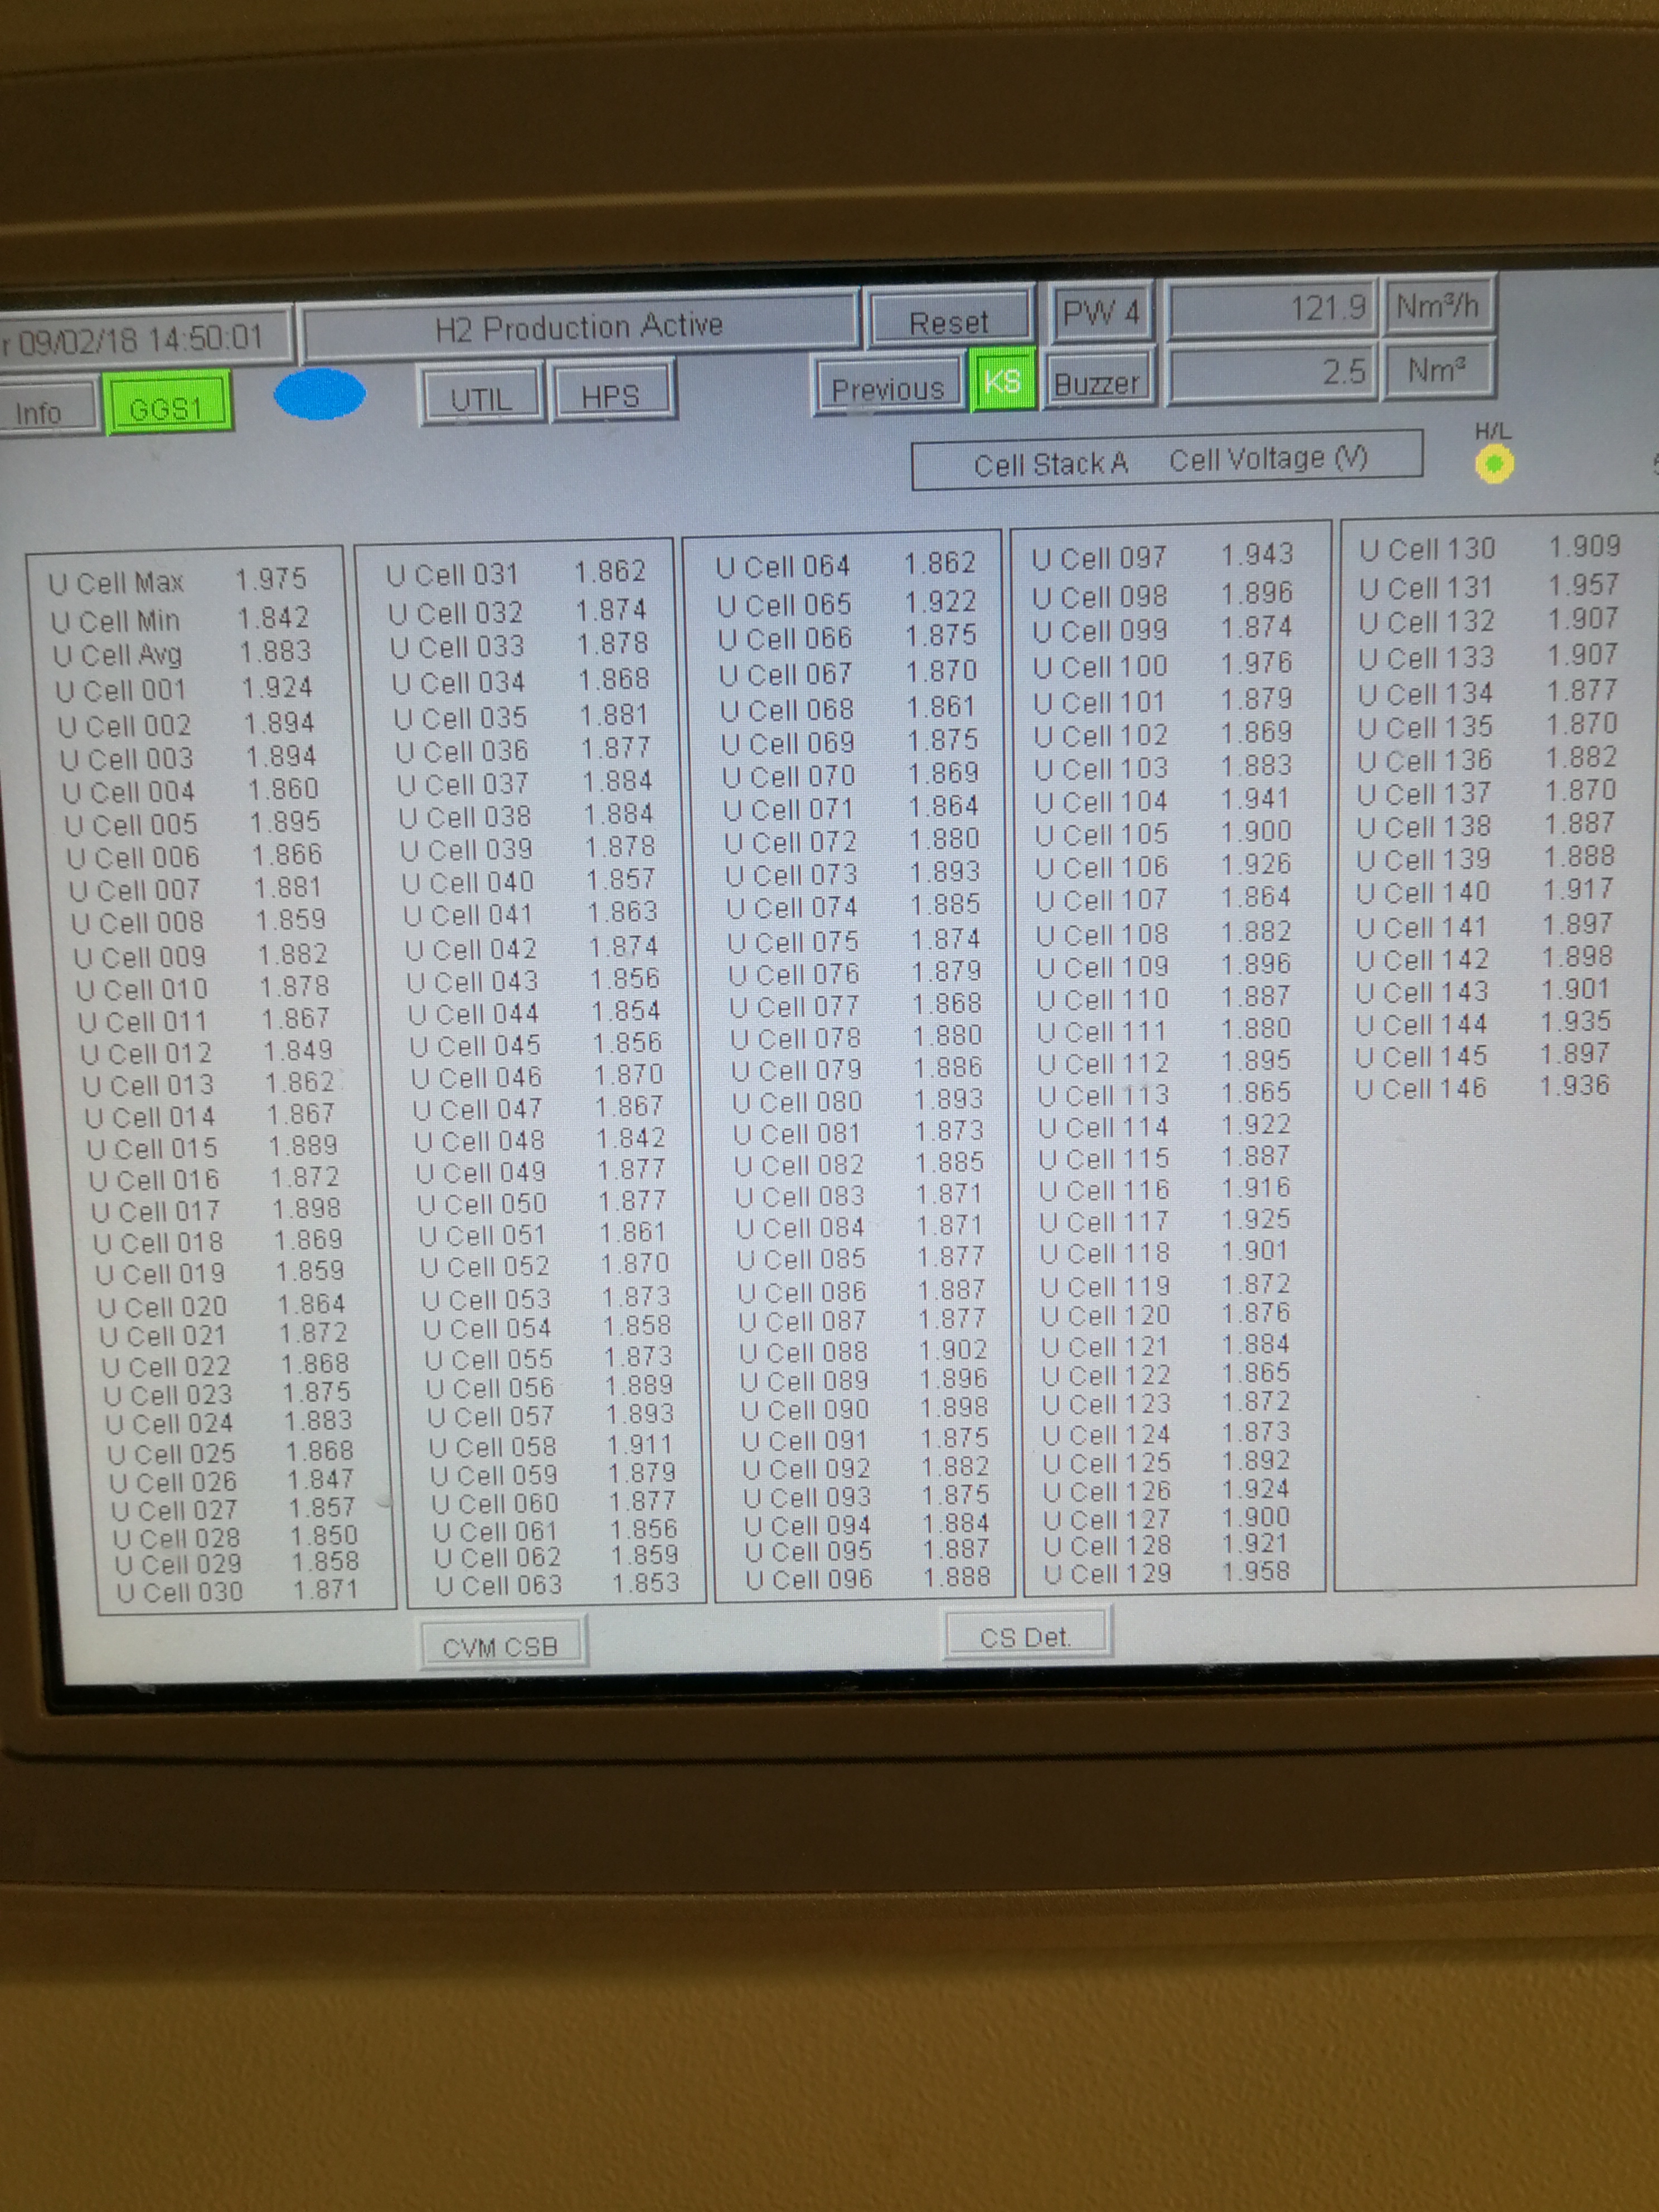 r 09/02/18 14:50:01 H2 Production Active Reset PW 4 121.9 Nm³/h
Info GGS1 UTIL HPS Previous KS Buzzer 2.5 Nm³
H/L
Cell Stack A Cell Voltage (V)
U Cell Max 1.975
U Cell Min 1.842
U Cell Avg 1.883
U Cell 001 1.924
U Cell 002 1.894
U Cell 003 1.894
U Cell 004 1.860
U Cell 005 1.895
U Cell 006 1.866
U Cell 007 1.881
U Cell 008 1.859
U Cell 009 1.882
U Cell 010 1.878
U Cell 011 1.867
U Cell 012 1.849
U Cell 013 1.862
U Cell 014 1.867
U Cell 015 1.889
U Cell 016 1.872
U Cell 017 1.898
U Cell 018 1.869
U Cell 019 1.859
U Cell 020 1.864
U Cell 021 1.872
U Cell 022 1.868
U Cell 023 1.875
U Cell 024 1.883
U Cell 025 1.868
U Cell 026 1.847
U Cell 027 1.857
U Cell 028 1.850
U Cell 029 1.858
U Cell 030 1.871
U Cell 031 1.862
U Cell 032 1.874
U Cell 033 1.878
U Cell 034 1.868
U Cell 035 1.881
U Cell 036 1.877
U Cell 037 1.884
U Cell 038 1.884
U Cell 039 1.878
U Cell 040 1.857
U Cell 041 1.863
U Cell 042 1.874
U Cell 043 1.856
U Cell 044 1.854
U Cell 045 1.856
U Cell 046 1.870
U Cell 047 1.867
U Cell 048 1.842
U Cell 049 1.877
U Cell 050 1.877
U Cell 051 1.861
U Cell 052 1.870
U Cell 053 1.873
U Cell 054 1.858
U Cell 055 1.873
U Cell 056 1.889
U Cell 057 1.893
U Cell 058 1.911
U Cell 059 1.879
U Cell 060 1.877
U Cell 061 1.856
U Cell 062 1.859
U Cell 063 1.853
U Cell 064 1.862
U Cell 065 1.922
U Cell 066 1.875
U Cell 067 1.870
U Cell 068 1.861
U Cell 069 1.875
U Cell 070 1.869
U Cell 071 1.864
U Cell 072 1.880
U Cell 073 1.893
U Cell 074 1.885
U Cell 075 1.874
U Cell 076 1.879
U Cell 077 1.868
U Cell 078 1.880
U Cell 079 1.886
U Cell 080 1.893
U Cell 081 1.873
U Cell 082 1.885
U Cell 083 1.871
U Cell 084 1.871
U Cell 085 1.877
U Cell 086 1.887
U Cell 087 1.877
U Cell 088 1.902
U Cell 089 1.896
U Cell 090 1.898
U Cell 091 1.875
U Cell 092 1.882
U Cell 093 1.875
U Cell 094 1.884
U Cell 095 1.887
U Cell 096 1.888
U Cell 097 1.943
U Cell 098 1.896
U Cell 099 1.874
U Cell 100 1.976
U Cell 101 1.879
U Cell 102 1.869
U Cell 103 1.883
U Cell 104 1.941
U Cell 105 1.900
U Cell 106 1.926
U Cell 107 1.864
U Cell 108 1.882
U Cell 109 1.896
U Cell 110 1.887
U Cell 111 1.880
U Cell 112 1.895
U Cell 113 1.865
U Cell 114 1.922
U Cell 115 1.887
U Cell 116 1.916
U Cell 117 1.925
U Cell 118 1.901
U Cell 119 1.872
U Cell 120 1.876
U Cell 121 1.884
U Cell 122 1.865
U Cell 123 1.872
U Cell 124 1.873
U Cell 125 1.892
U Cell 126 1.924
U Cell 127 1.900
U Cell 128 1.921
U Cell 129 1.958
U Cell 130 1.909
U Cell 131 1.957
U Cell 132 1.907
U Cell 133 1.907
U Cell 134 1.877
U Cell 135 1.870
U Cell 136 1.882
U Cell 137 1.870
U Cell 138 1.887
U Cell 139 1.888
U Cell 140 1.917
U Cell 141 1.897
U Cell 142 1.898
U Cell 143 1.901
U Cell 144 1.935
U Cell 145 1.897
U Cell 146 1.936
CVM CSB CS Det.